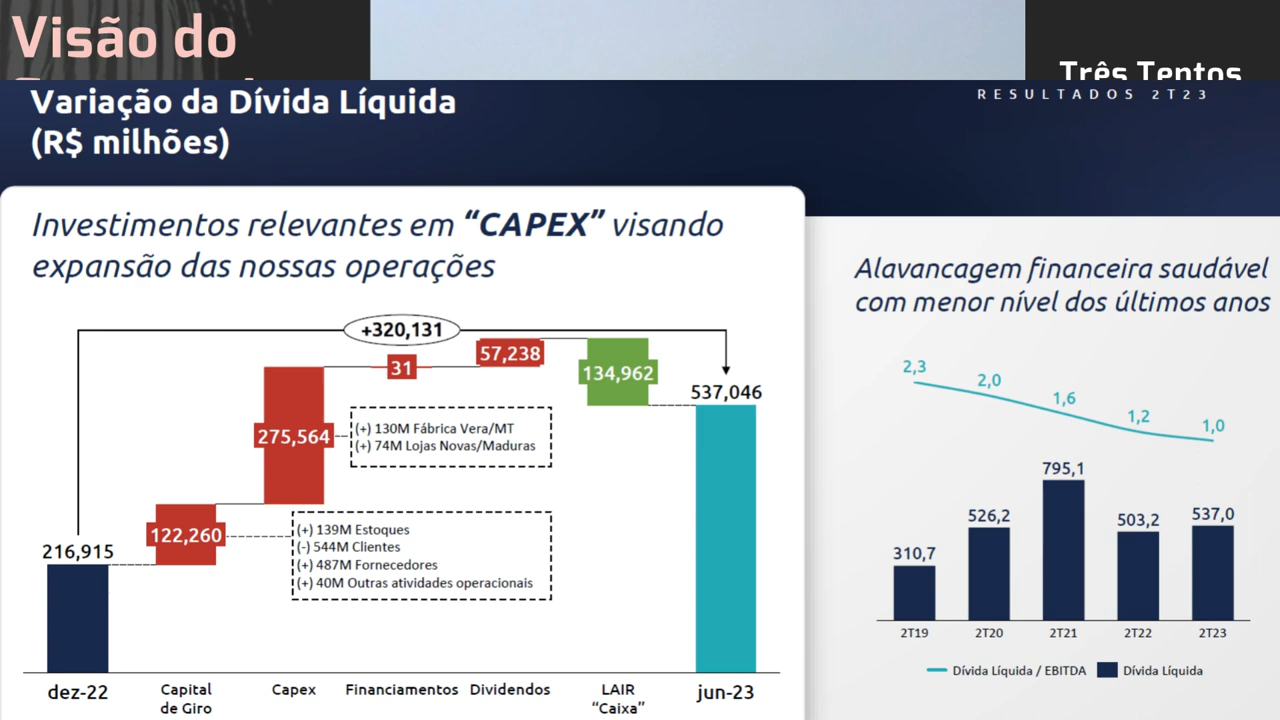 Visão do
Três Tentos
RESULTADOS 2T23
Variação da Dívida Líquida
(R$ milhões)
Investimentos relevantes em “CAPEX” visando
expansão das nossas operações
+320,131
216,915
122,260
275,564
31
57,238
134,962
537,046
(+) 130M Fábrica Vera/MT
(+) 74M Lojas Novas/Maduras
(+) 139M Estoques
(-) 544M Clientes
(+) 487M Fornecedores
(+) 40M Outras atividades operacionais
dez-22
Capital
de Giro
Capex
Financiamentos
Dividendos
LAIR
“Caixa”
jun-23
Alavancagem financeira saudável
com menor nível dos últimos anos
2,3
2,0
1,6
1,2
1,0
310,7
526,2
795,1
503,2
537,0
2T19
2T20
2T21
2T22
2T23
Dívida Líquida / EBITDA
Dívida Líquida